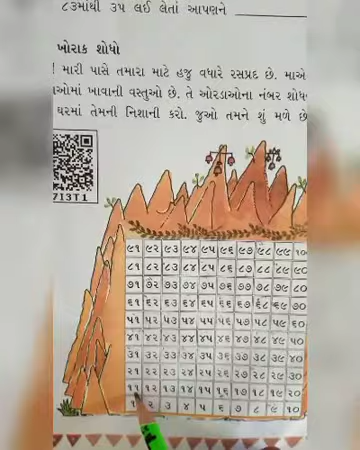 ૮૩માંથી ૩૫ લઈ લેતાં આપણને
ખોરાક શોધો
! મારી પાસે તમારા માટે હજુ વધારે રસપ્રદ છે. માએ
ઓમાં ખાવાની વસ્તુઓ છે. તે ઓરડાઓના નંબર શોધ
ઘરમાં તેમની નિશાની કરો. જુઓ તમને શું મળે છે
713T1
૯૧ ૯૨ ૯૩ ૯૪ ૯૫ ૯૬ ૯૭ ૯૮ ૯૯ ૧૦
૮૧ ૮૨ ૮૩ ૮૪ ૮૫ ૮૬ ૮૭ ૮૮ ૮૯ ૯૦
૭૧ ૭૨ ૭૩ ૭૪ ૭૫ ૭૬ ૭૭ ૭૮ ૭૯ ૮૦
૬૧ ૬૨ ૬૩ ૬૪ ૬૫ ૬૬ ૬૭ ૬૮ ૬૯ ૭૦
૫૧ ૫૨ ૫૩ ૫૪ ૫૫ ૫૬ ૫૭ ૫૮ ૫૯ ૬૦
૪૧ ૪૨ ૪૩ ૪૪ ૪૫ ૪૬ ૪૭ ૪૮ ૪૯ ૫૦
૩૧ ૩૨ ૩૩ ૩૪ ૩૫ ૩૬ ૩૭ ૩૮ ૩૯ ૪૦
૨૧ ૨૨ ૨૩ ૨૪ ૨૫ ૨૬ ૨૭ ૨૮ ૨૯ ૩૦
૧૧ ૧૨ ૧૩ ૧૪ ૧૫ ૧૬ ૧૭ ૧૮ ૧૯ ૨૦
૧ ૨ ૩ ૪ ૫ ૬ ૭ ૮ ૯ ૧૦